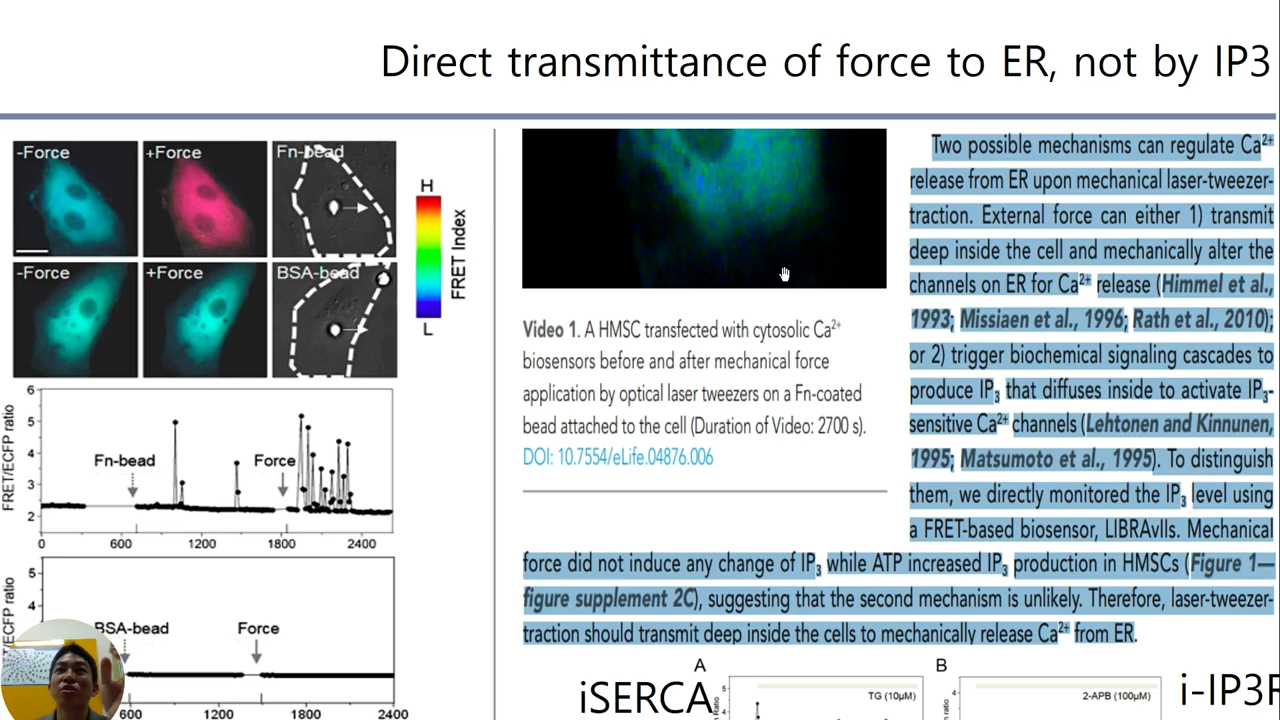 Direct transmittance of force to ER, not by IP3
-Force
+Force
Fn-bead
-Force
+Force
BSA-bead
H
FRET Index
L
FRET/ECFP ratio
6
5
4
3
2
Fn-bead
Force
0
600
1200
1800
2400
/ECFP ratio
5
4
BSA-bead
Force
600
1200
1800
2400
Video 1. A HMSC transfected with cytosolic Ca²⁺
biosensors before and after mechanical force
application by optical laser tweezers on a Fn-coated
bead attached to the cell (Duration of Video: 2700 s).
DOI: 10.7554/eLife.04876.006
Two possible mechanisms can regulate Ca²⁺
release from ER upon mechanical laser-tweezer-
traction. External force can either 1) transmit
deep inside the cell and mechanically alter the
channels on ER for Ca²⁺ release (Himmel et al.,
1993; Missiaen et al., 1996; Rath et al., 2010);
or 2) trigger biochemical signaling cascades to
produce IP₃ that diffuses inside to activate IP₃-
sensitive Ca²⁺ channels (Lehtonen and Kinnunen,
1995; Matsumoto et al., 1995). To distinguish
them, we directly monitored the IP₃ level using
a FRET-based biosensor, LIBRAvIIs. Mechanical
force did not induce any change of IP₃ while ATP increased IP₃ production in HMSCs (Figure 1—
figure supplement 2C), suggesting that the second mechanism is unlikely. Therefore, laser-tweezer-
traction should transmit deep inside the cells to mechanically release Ca²⁺ from ER.
iSERCA
A
5
4
TG (10μM)
B
4
2-APB (100μM)
i-IP3